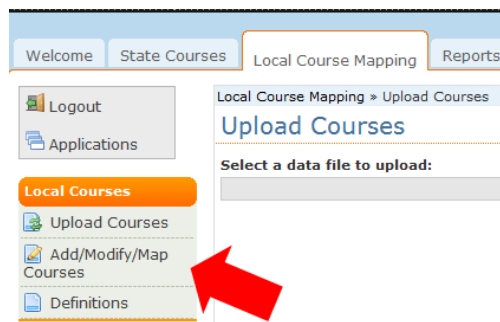 Welcome State Courses Local Course Mapping Reports
Logout
Applications
Local Course Mapping » Upload Courses
Upload Courses
Select a data file to upload:
Local Courses
Upload Courses
Add/Modify/Map
Courses
Definitions